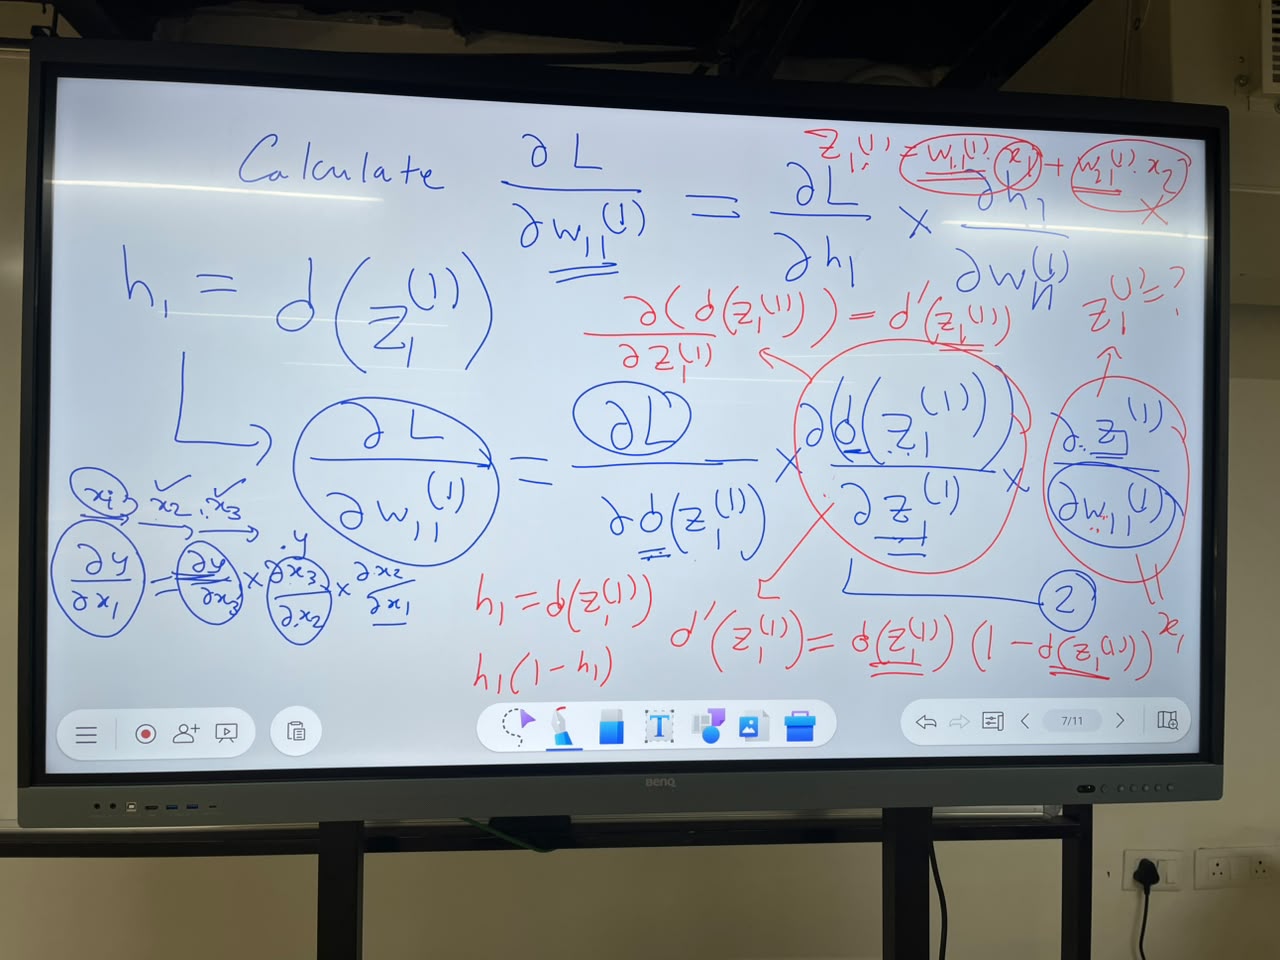 Calculate ∂L/∂w₁₁⁽¹⁾ = ∂L/∂h₁ × ∂h₁/∂w₁₁⁽¹⁾
z₁⁽¹⁾ = w₁₁⁽¹⁾·x₁ + w₂₁⁽¹⁾·x₂
×
h₁ = σ(z₁⁽¹⁾)
∂(σ(z₁⁽¹⁾))/∂z₁⁽¹⁾ = σ'(z₁⁽¹⁾)
z₁⁽¹⁾ = ?
∂L/∂w₁₁⁽¹⁾ = ∂L/∂σ(z₁⁽¹⁾) × ∂(σ(z₁⁽¹⁾))/∂z₁⁽¹⁾ × ∂z₁⁽¹⁾/∂w₁₁⁽¹⁾
x₂, x₃
y
∂y/∂x₁ = ∂y/∂x₃ × ∂x₃/∂x₂ × ∂x₂/∂x₁
2
h₁ = σ(z₁⁽¹⁾)
σ'(z₁⁽¹⁾) = σ(z₁⁽¹⁾) (1 - σ(z₁⁽¹⁾))
x₁
h₁(1 - h₁)
T
7/11
BenQ